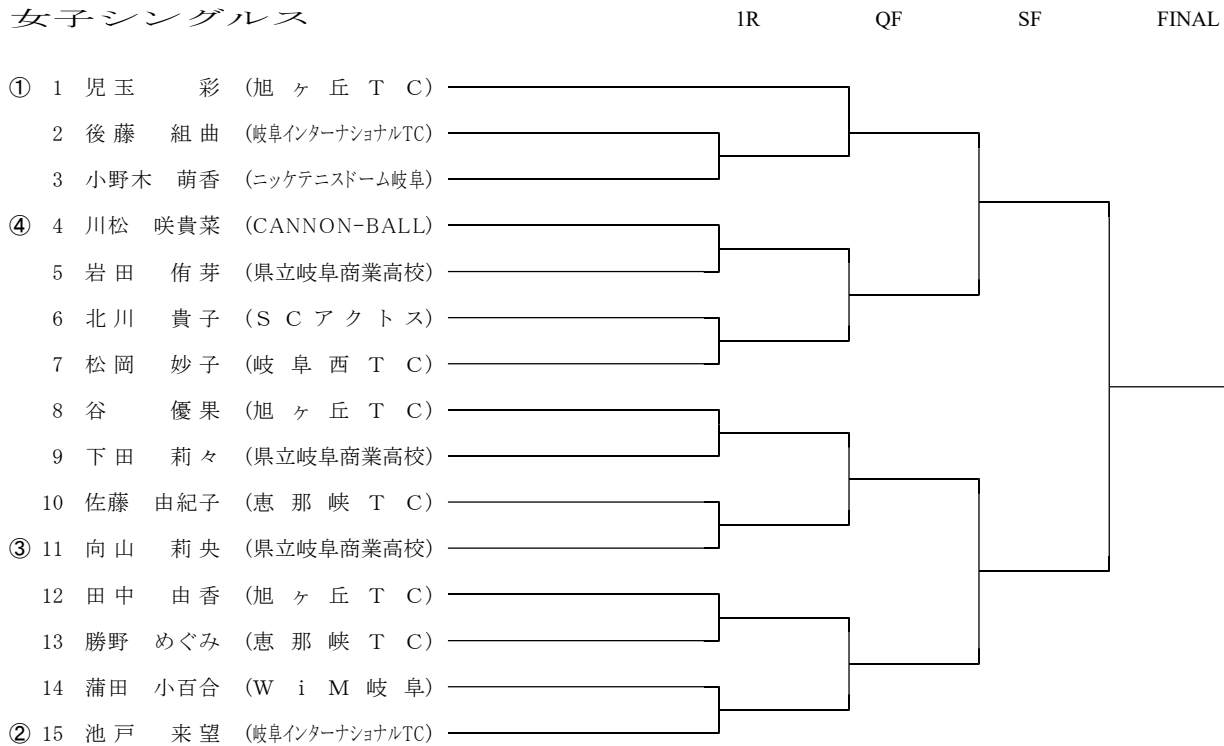 女子シングルス 1R QF SF FINAL
① 1 児玉 彩 (旭ヶ丘TC)
2 後藤 組曲 (岐阜インターナショナルTC)
3 小野木 萌香 (ニッケテニスドーム岐阜)
④ 4 川松 咲貴菜 (CANNON-BALL)
5 岩田 侑芽 (県立岐阜商業高校)
6 北川 貴子 (SCアクトス)
7 松岡 妙子 (岐阜西TC)
8 谷 優果 (旭ヶ丘TC)
9 下田 莉々 (県立岐阜商業高校)
10 佐藤 由紀子 (恵那峡TC)
③ 11 向山 莉央 (県立岐阜商業高校)
12 田中 由香 (旭ヶ丘TC)
13 勝野 めぐみ (恵那峡TC)
14 蒲田 小百合 (WiM岐阜)
② 15 池戸 来望 (岐阜インターナショナルTC)